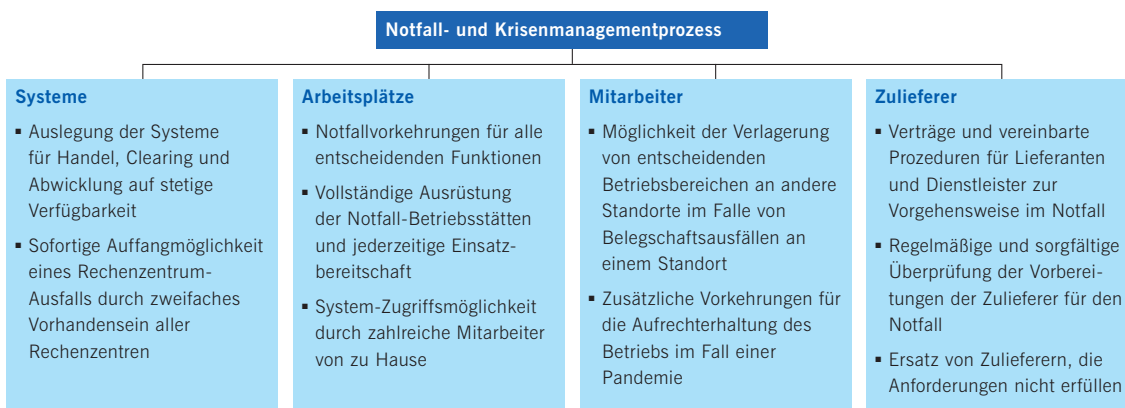 Notfall- und Krisenmanagementprozess
Systeme
▪ Auslegung der Systeme
für Handel, Clearing und
Abwicklung auf stetige
Verfügbarkeit
▪ Sofortige Auffangmöglichkeit
eines Rechenzentrum-
Ausfalls durch zweifaches
Vorhandensein aller
Rechenzentren
Arbeitsplätze
▪ Notfallvorkehrungen für alle
entscheidenden Funktionen
▪ Vollständige Ausrüstung
der Notfall-Betriebsstätten
und jederzeitige Einsatz-
bereitschaft
▪ System-Zugriffsmöglichkeit
durch zahlreiche Mitarbeiter
von zu Hause
Mitarbeiter
▪ Möglichkeit der Verlagerung
von entscheidenden
Betriebsbereichen an andere
Standorte im Falle von
Belegschaftsausfällen an
einem Standort
▪ Zusätzliche Vorkehrungen für
die Aufrechterhaltung des
Betriebs im Fall einer
Pandemie
Zulieferer
▪ Verträge und vereinbarte
Prozeduren für Lieferanten
und Dienstleister zur
Vorgehensweise im Notfall
▪ Regelmäßige und sorgfältige
Überprüfung der Vorberei-
tungen der Zulieferer für den
Notfall
▪ Ersatz von Zulieferern, die
Anforderungen nicht erfüllen